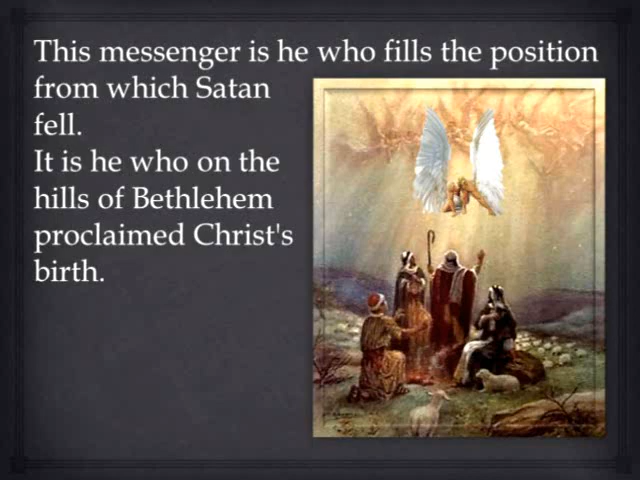 This messenger is he who fills the position
from which Satan
fell.
It is he who on the
hills of Bethlehem
proclaimed Christ's
birth.